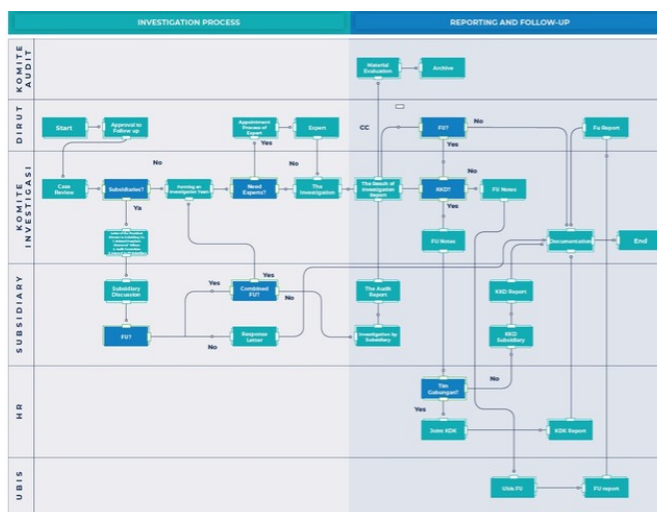 INVESTIGATION PROCESS
REPORTING AND FOLLOW-UP
KOMITE
AUDIT
Material
Evaluation
Archive
DIRUT
Start
Approval to
Follow up
Appointment
Process of
Expert
Expert
CC
FU?
No
Fu Report
Yes
Yes
No
No
KOMITE
INVESTIGASI
Case
Review
Subsidiaries?
Forming an
Investigation Team
Need
Experts?
The
Investigation
The Result of
Investigation
Report
KKD?
No
FU Notes
Ya
Yes
FU Notes
Documentation
End
SUBSIDIARY
Subsidiary
Discussion
Yes
Yes
Combined
FU?
No
The Audit
Report
KKD Report
FU?
No
Response
Letter
Investigation by
Subsidiary
KKD
Subsidiary
HR
Tim
Gabungan?
No
Yes
Joint KDK
KDK Report
UBIS
Ubis FU
FU report